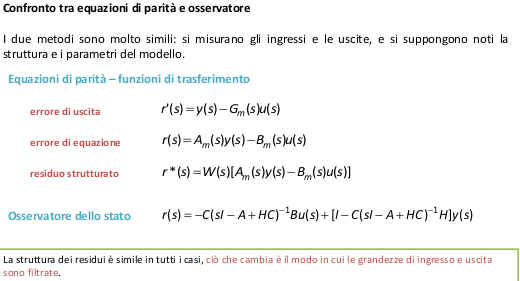 Confronto tra equazioni di parità e osservatore
I due metodi sono molto simili: si misurano gli ingressi e le uscite, e si suppongono noti la
struttura e i parametri del modello.
Equazioni di parità – funzioni di trasferimento
errore di uscita r'(s) = y(s) − G_m(s)u(s)
errore di equazione r(s) = A_m(s)y(s) − B_m(s)u(s)
residuo strutturato r*(s) = W(s)[A_m(s)y(s) − B_m(s)u(s)]
Osservatore dello stato r(s) = −C(sI − A + HC)⁻¹Bu(s) + [I − C(sI − A + HC)⁻¹H]y(s)
La struttura dei residui è simile in tutti i casi, ciò che cambia è il modo in cui le grandezze di ingresso e uscita
sono filtrate.